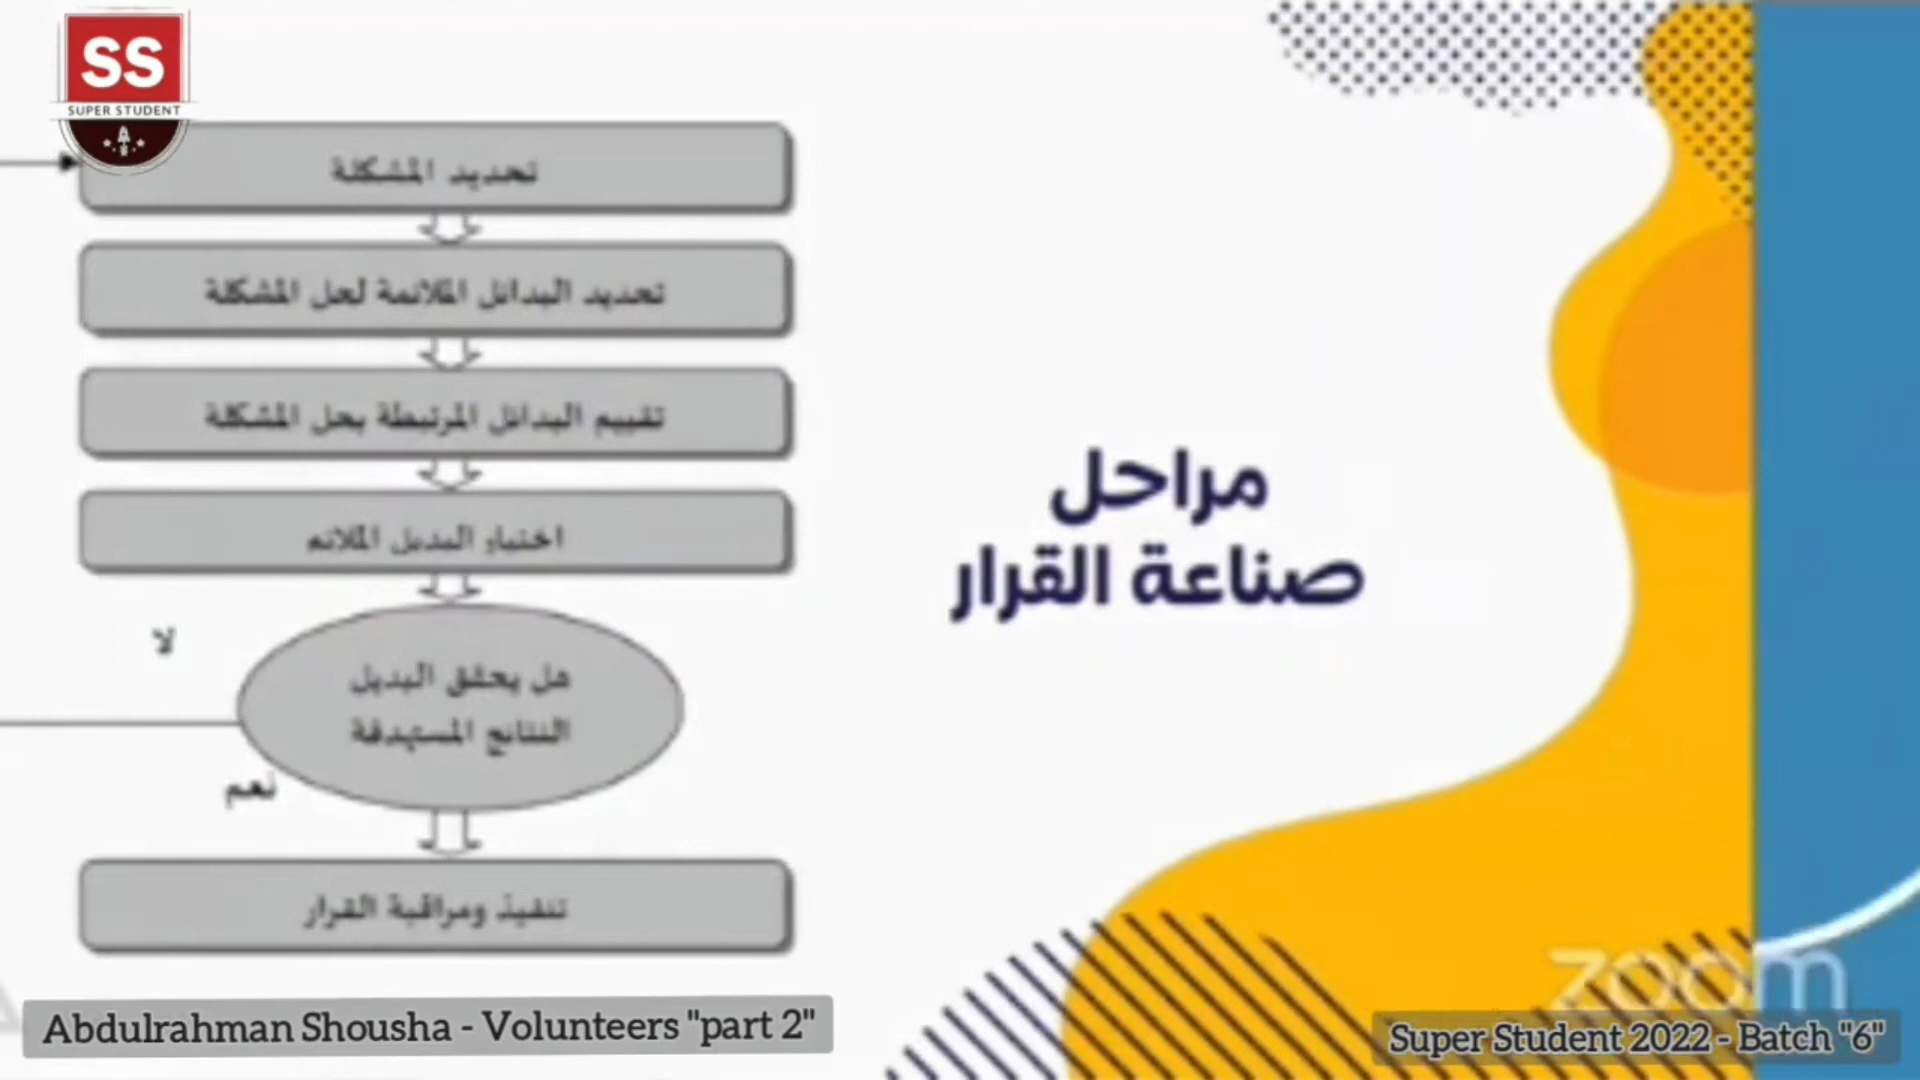 SS
SUPER STUDENT
تحديد المشكلة
تحديد البدائل الملائمة لحل المشكلة
تقييم البدائل المرتبطة بحل المشكلة
اختيار البديل الملائم
هل يحقق البديل
النتائج المستهدفة
لا
نعم
تنفيذ ومراقبة القرار
مراحل
صناعة القرار
zoom
Abdulrahman Shousha - Volunteers "part 2"
Super Student 2022 - Batch "6"